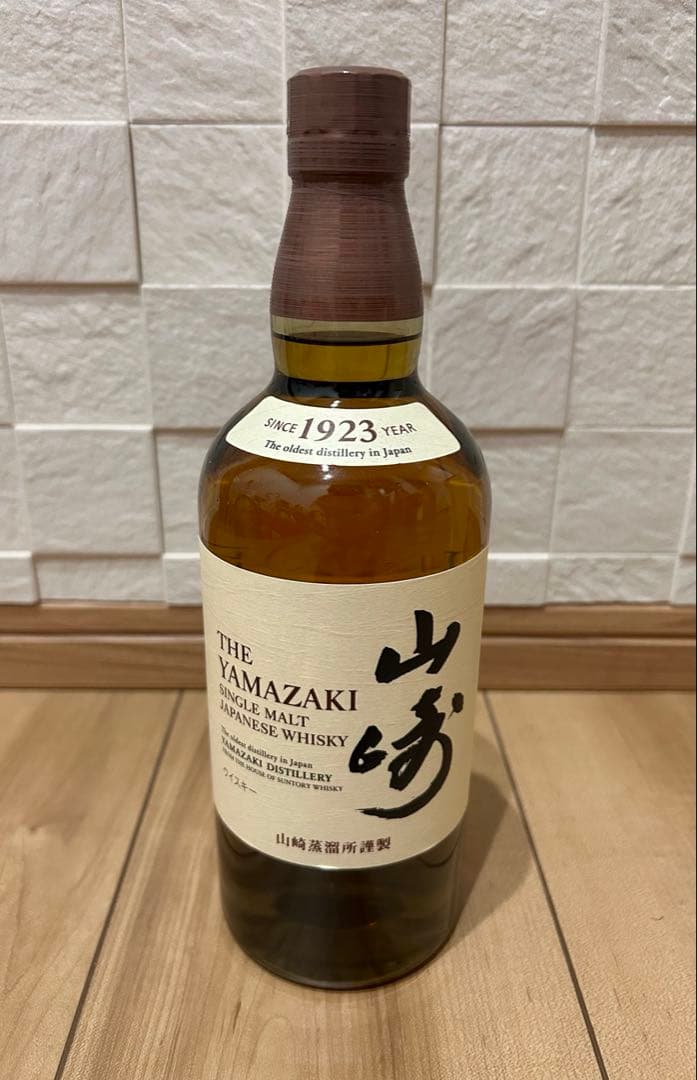 SINCE 1923 YEAR
The oldest distillery in Japan
THE
YAMAZAKI
SINGLE MALT
JAPANESE WHISKY
山崎
The oldest distillery in Japan
YAMAZAKI DISTILLERY
FROM THE HOUSE OF SUNTORY WHISKY
ウイスキー
山崎蒸溜所謹製